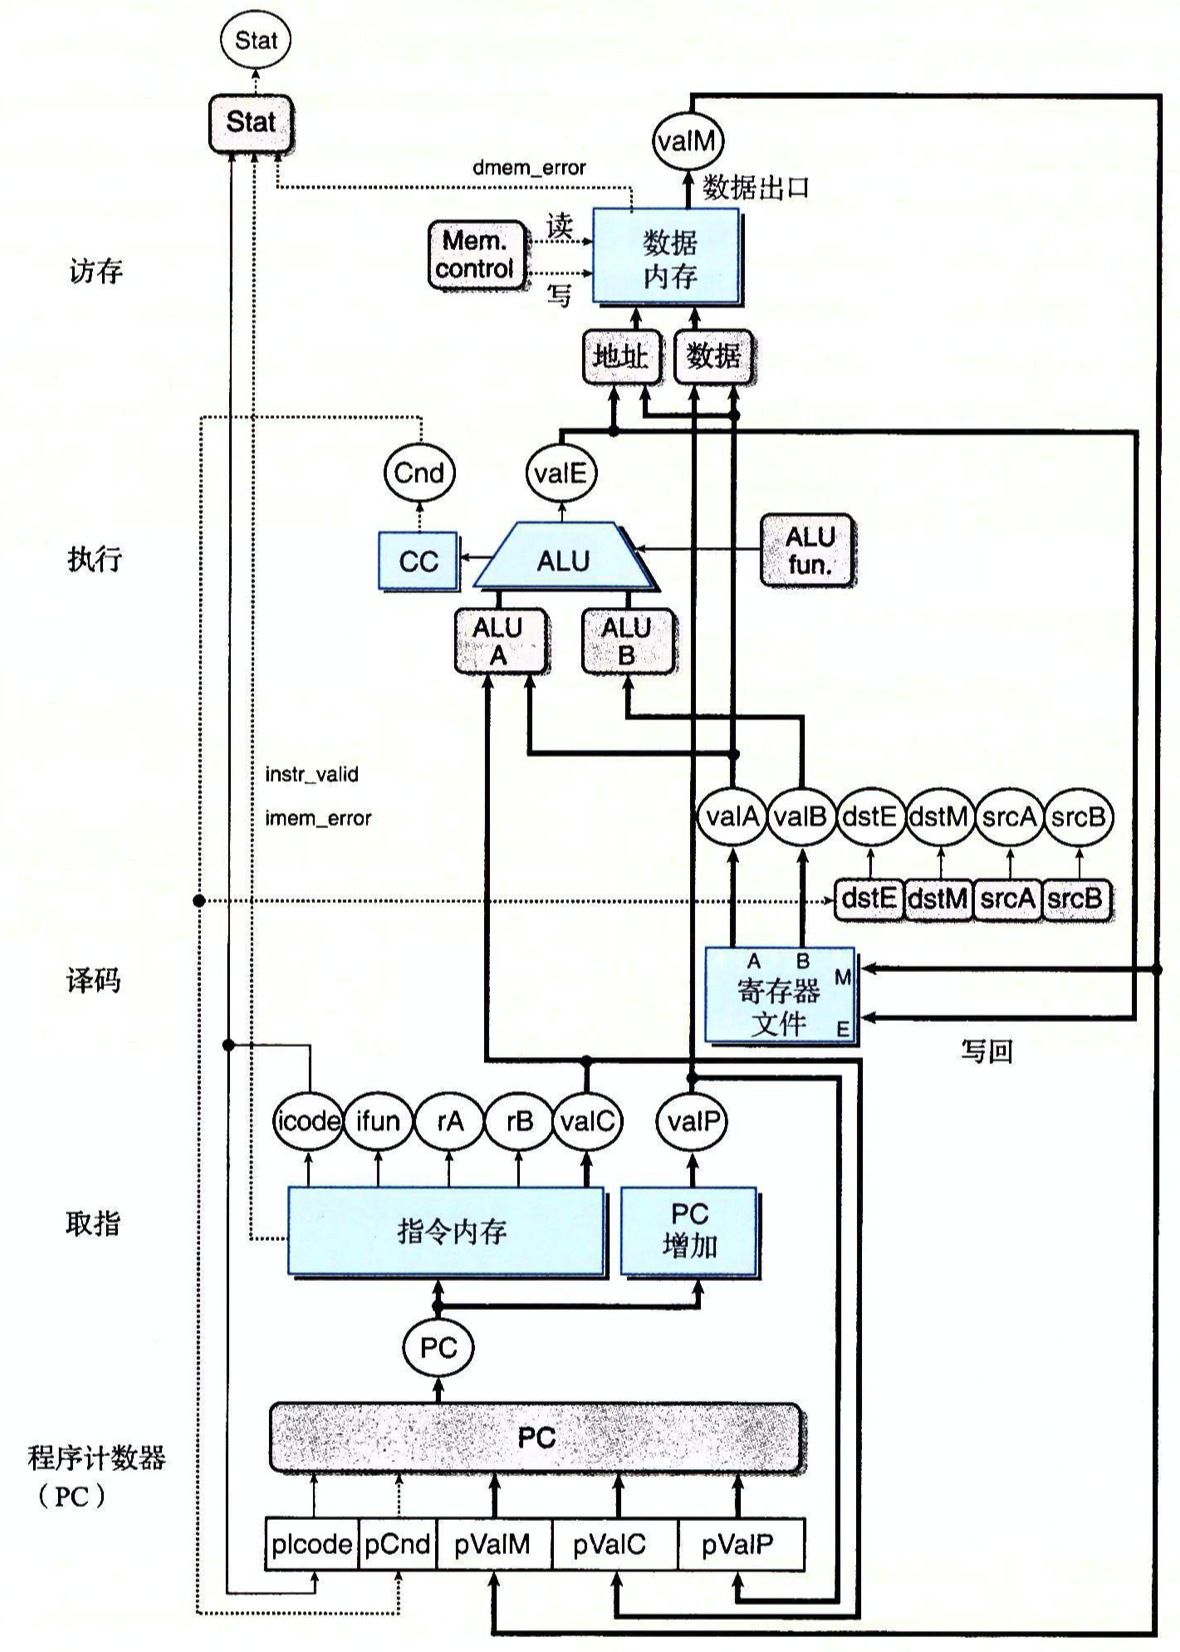 Stat
Stat
valM
dmem_error
数据出口
读
Mem.
control
数据
内存
访存
写
地址
数据
Cnd
valE
CC
ALU
ALU
fun.
执行
ALU
A
ALU
B
instr_valid
imem_error
valA
valB
dstE
dstM
srcA
srcB
dstE
dstM
srcA
srcB
A
B
M
寄存器
文件
E
译码
写回
icode
ifun
rA
rB
valC
valP
取指
指令内存
PC
增加
PC
PC
程序计数器
（PC）
pIcode
pCnd
pValM
pValC
pValP